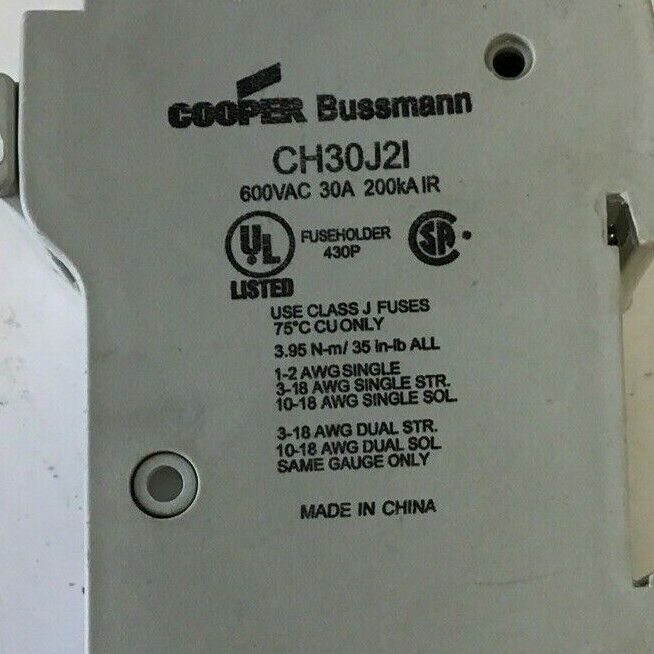 COOPER Bussmann
CH30J2I
600VAC 30A 200kA IR
UL FUSEHOLDER SA
430P
LISTED
USE CLASS J FUSES
75°C CU ONLY
3.95 N-m/ 35 in-lb ALL
1-2 AWG SINGLE
3-18 AWG SINGLE STR.
10-18 AWG SINGLE SOL.
3-18 AWG DUAL STR.
10-18 AWG DUAL SOL.
SAME GAUGE ONLY
MADE IN CHINA